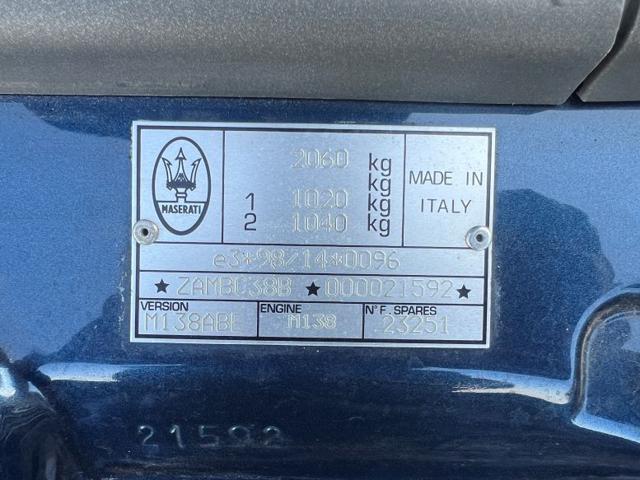 2060 kg
kg
1 1020 kg
2 1040 kg
MASERATI
MADE IN
ITALY
e3*98/14*0096
★ ZAMBC38B ★ 000021592 ★
VERSION ENGINE N° F. SPARES
M138ABE M138 23251
21592